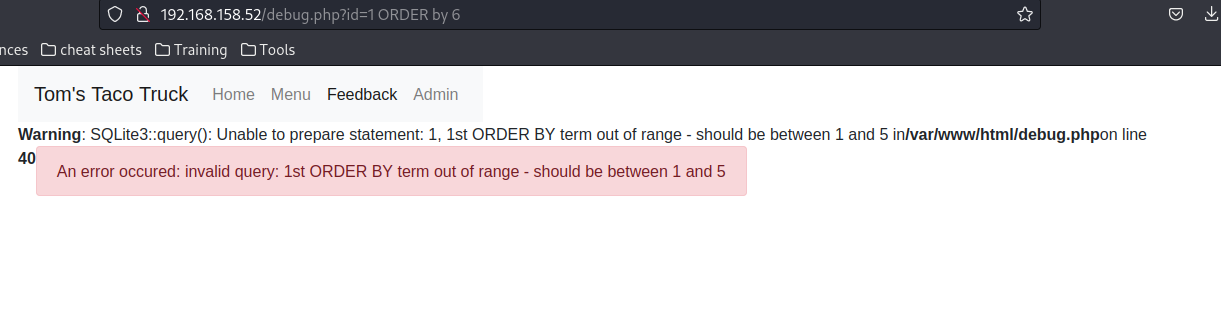 192.168.158.52/debug.php?id=1 ORDER by 6
nces cheat sheets Training Tools
Tom's Taco Truck Home Menu Feedback Admin
Warning: SQLite3::query(): Unable to prepare statement: 1, 1st ORDER BY term out of range - should be between 1 and 5 in/var/www/html/debug.phpon line
40
An error occured: invalid query: 1st ORDER BY term out of range - should be between 1 and 5